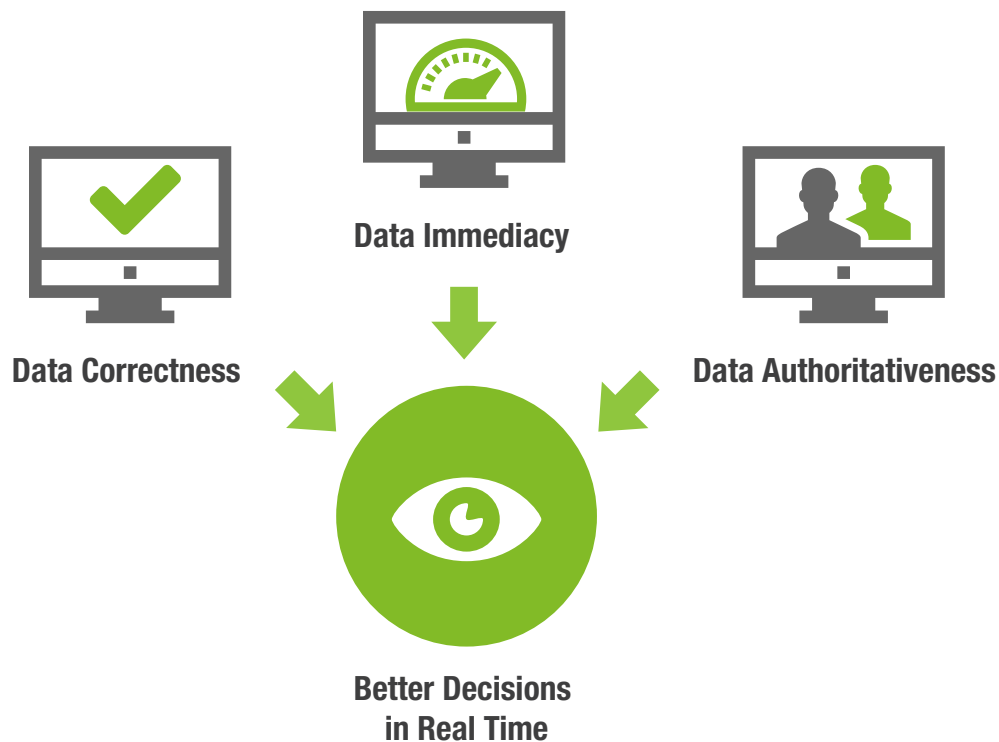 Data Immediacy
Data Correctness
Data Authoritativeness
Better Decisions
in Real Time